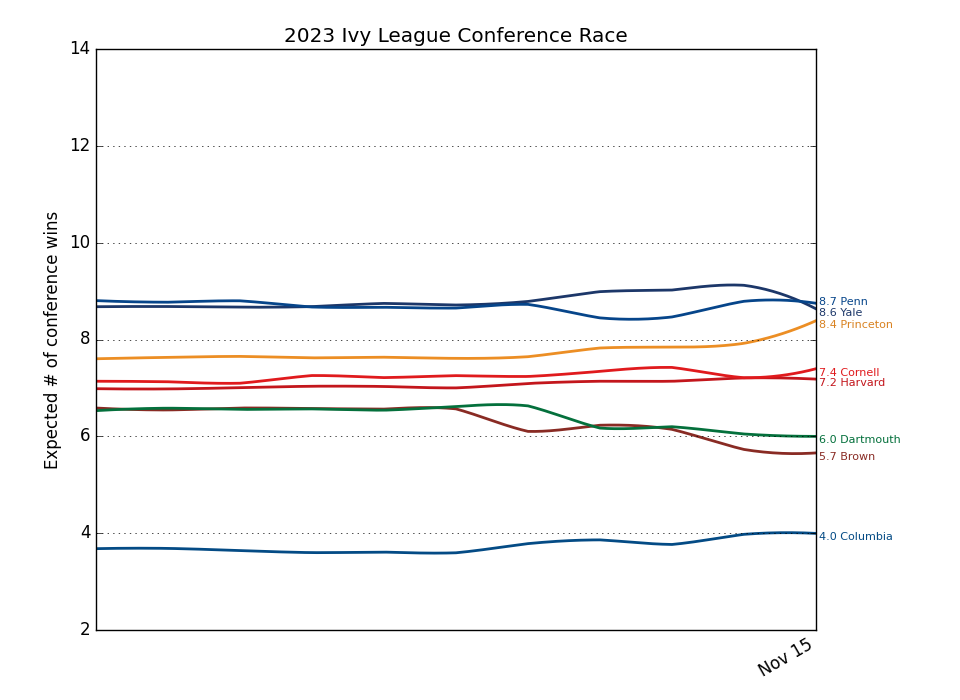 2023 Ivy League Conference Race
Expected # of conference wins
14
12
10
8
6
4
2
8.7 Penn
8.6 Yale
8.4 Princeton
7.4 Cornell
7.2 Harvard
6.0 Dartmouth
5.7 Brown
4.0 Columbia
Nov 15